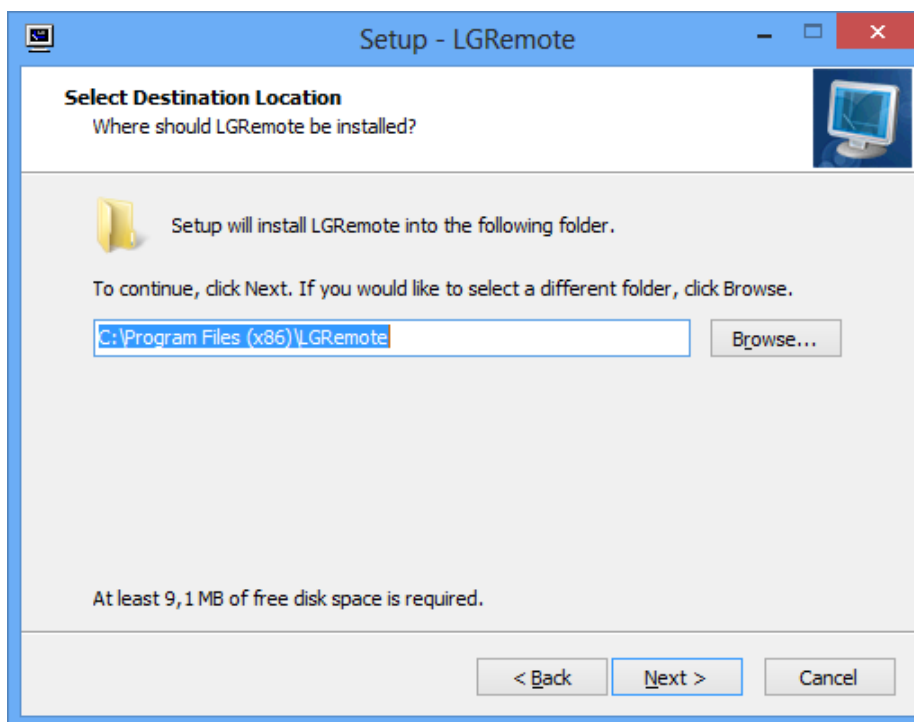 Setup - LGRemote
Select Destination Location
Where should LGRemote be installed?
Setup will install LGRemote into the following folder.
To continue, click Next. If you would like to select a different folder, click Browse.
C:\Program Files (x86)\LGRemote
Browse...
At least 9,1 MB of free disk space is required.
< Back
Next >
Cancel